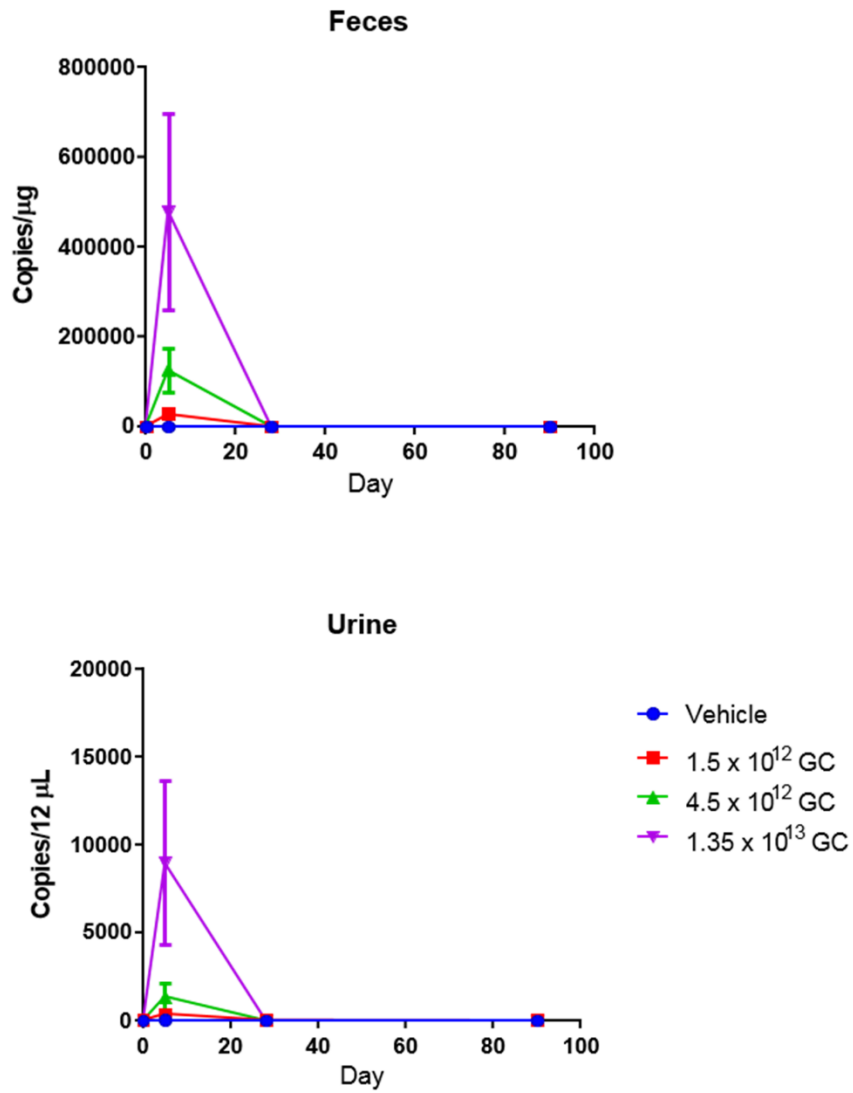 Feces
800000
600000
400000
200000
0
Copies/μg
0 20 40 60 80 100
Day
Urine
20000
15000
10000
5000
0
Copies/12 μL
0 20 40 60 80 100
Day
Vehicle
1.5 x 10¹² GC
4.5 x 10¹² GC
1.35 x 10¹³ GC